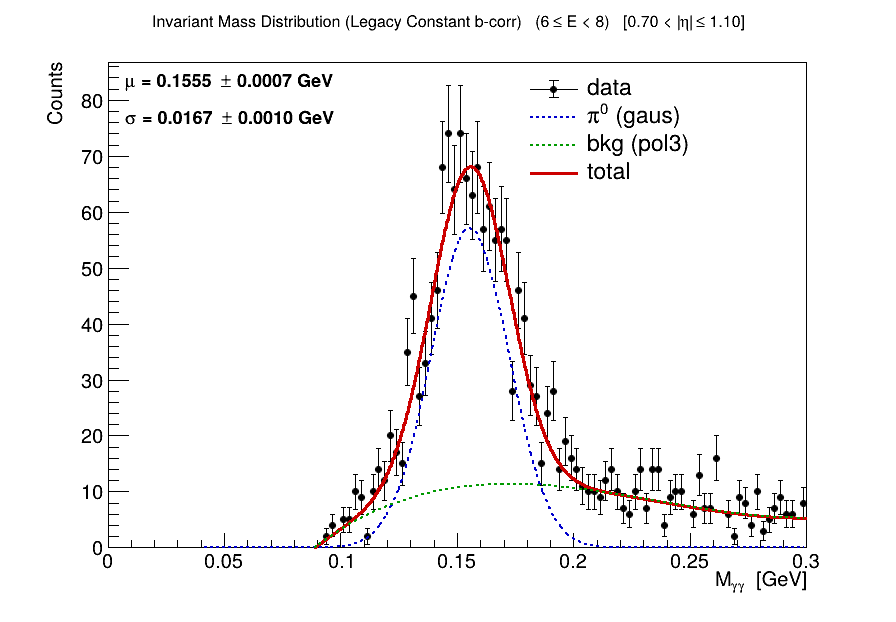 Invariant Mass Distribution (Legacy Constant b-corr) (6 ≤ E < 8) [0.70 < |η| ≤ 1.10]
Counts
μ = 0.1555 ± 0.0007 GeV
σ = 0.0167 ± 0.0010 GeV
data
π⁰ (gaus)
bkg (pol3)
total
80
70
60
50
40
30
20
10
0
0 0.05 0.1 0.15 0.2 0.25 0.3
Mγγ [GeV]